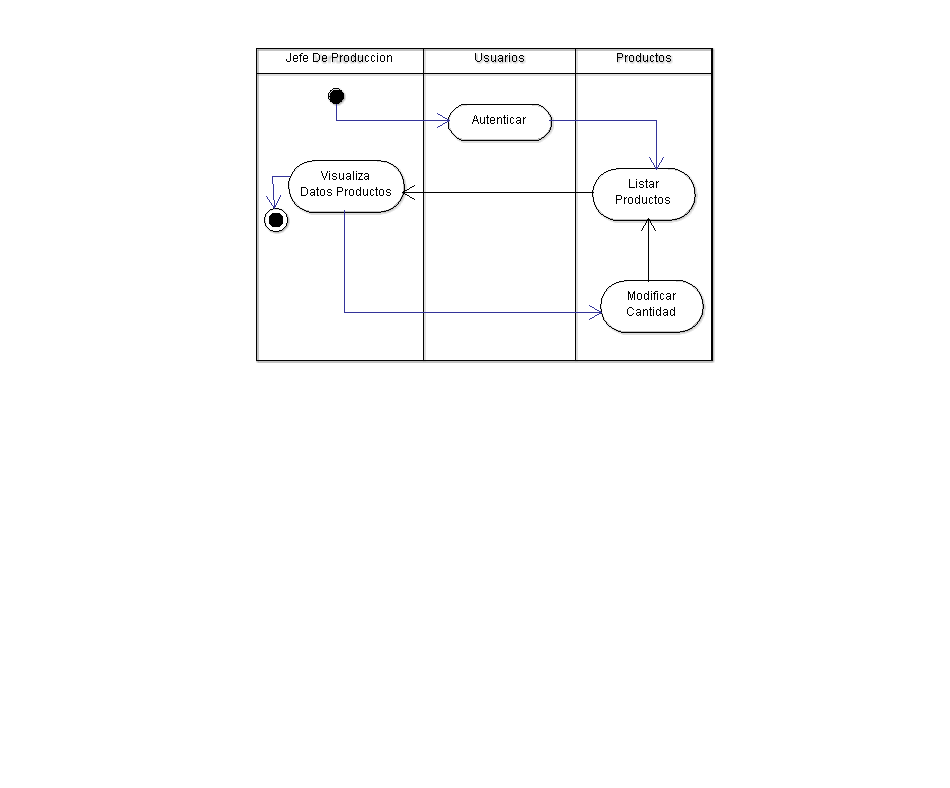 Jefe De Produccion
Usuarios
Productos
Autenticar
Visualiza
Datos Productos
Listar
Productos
Modificar
Cantidad